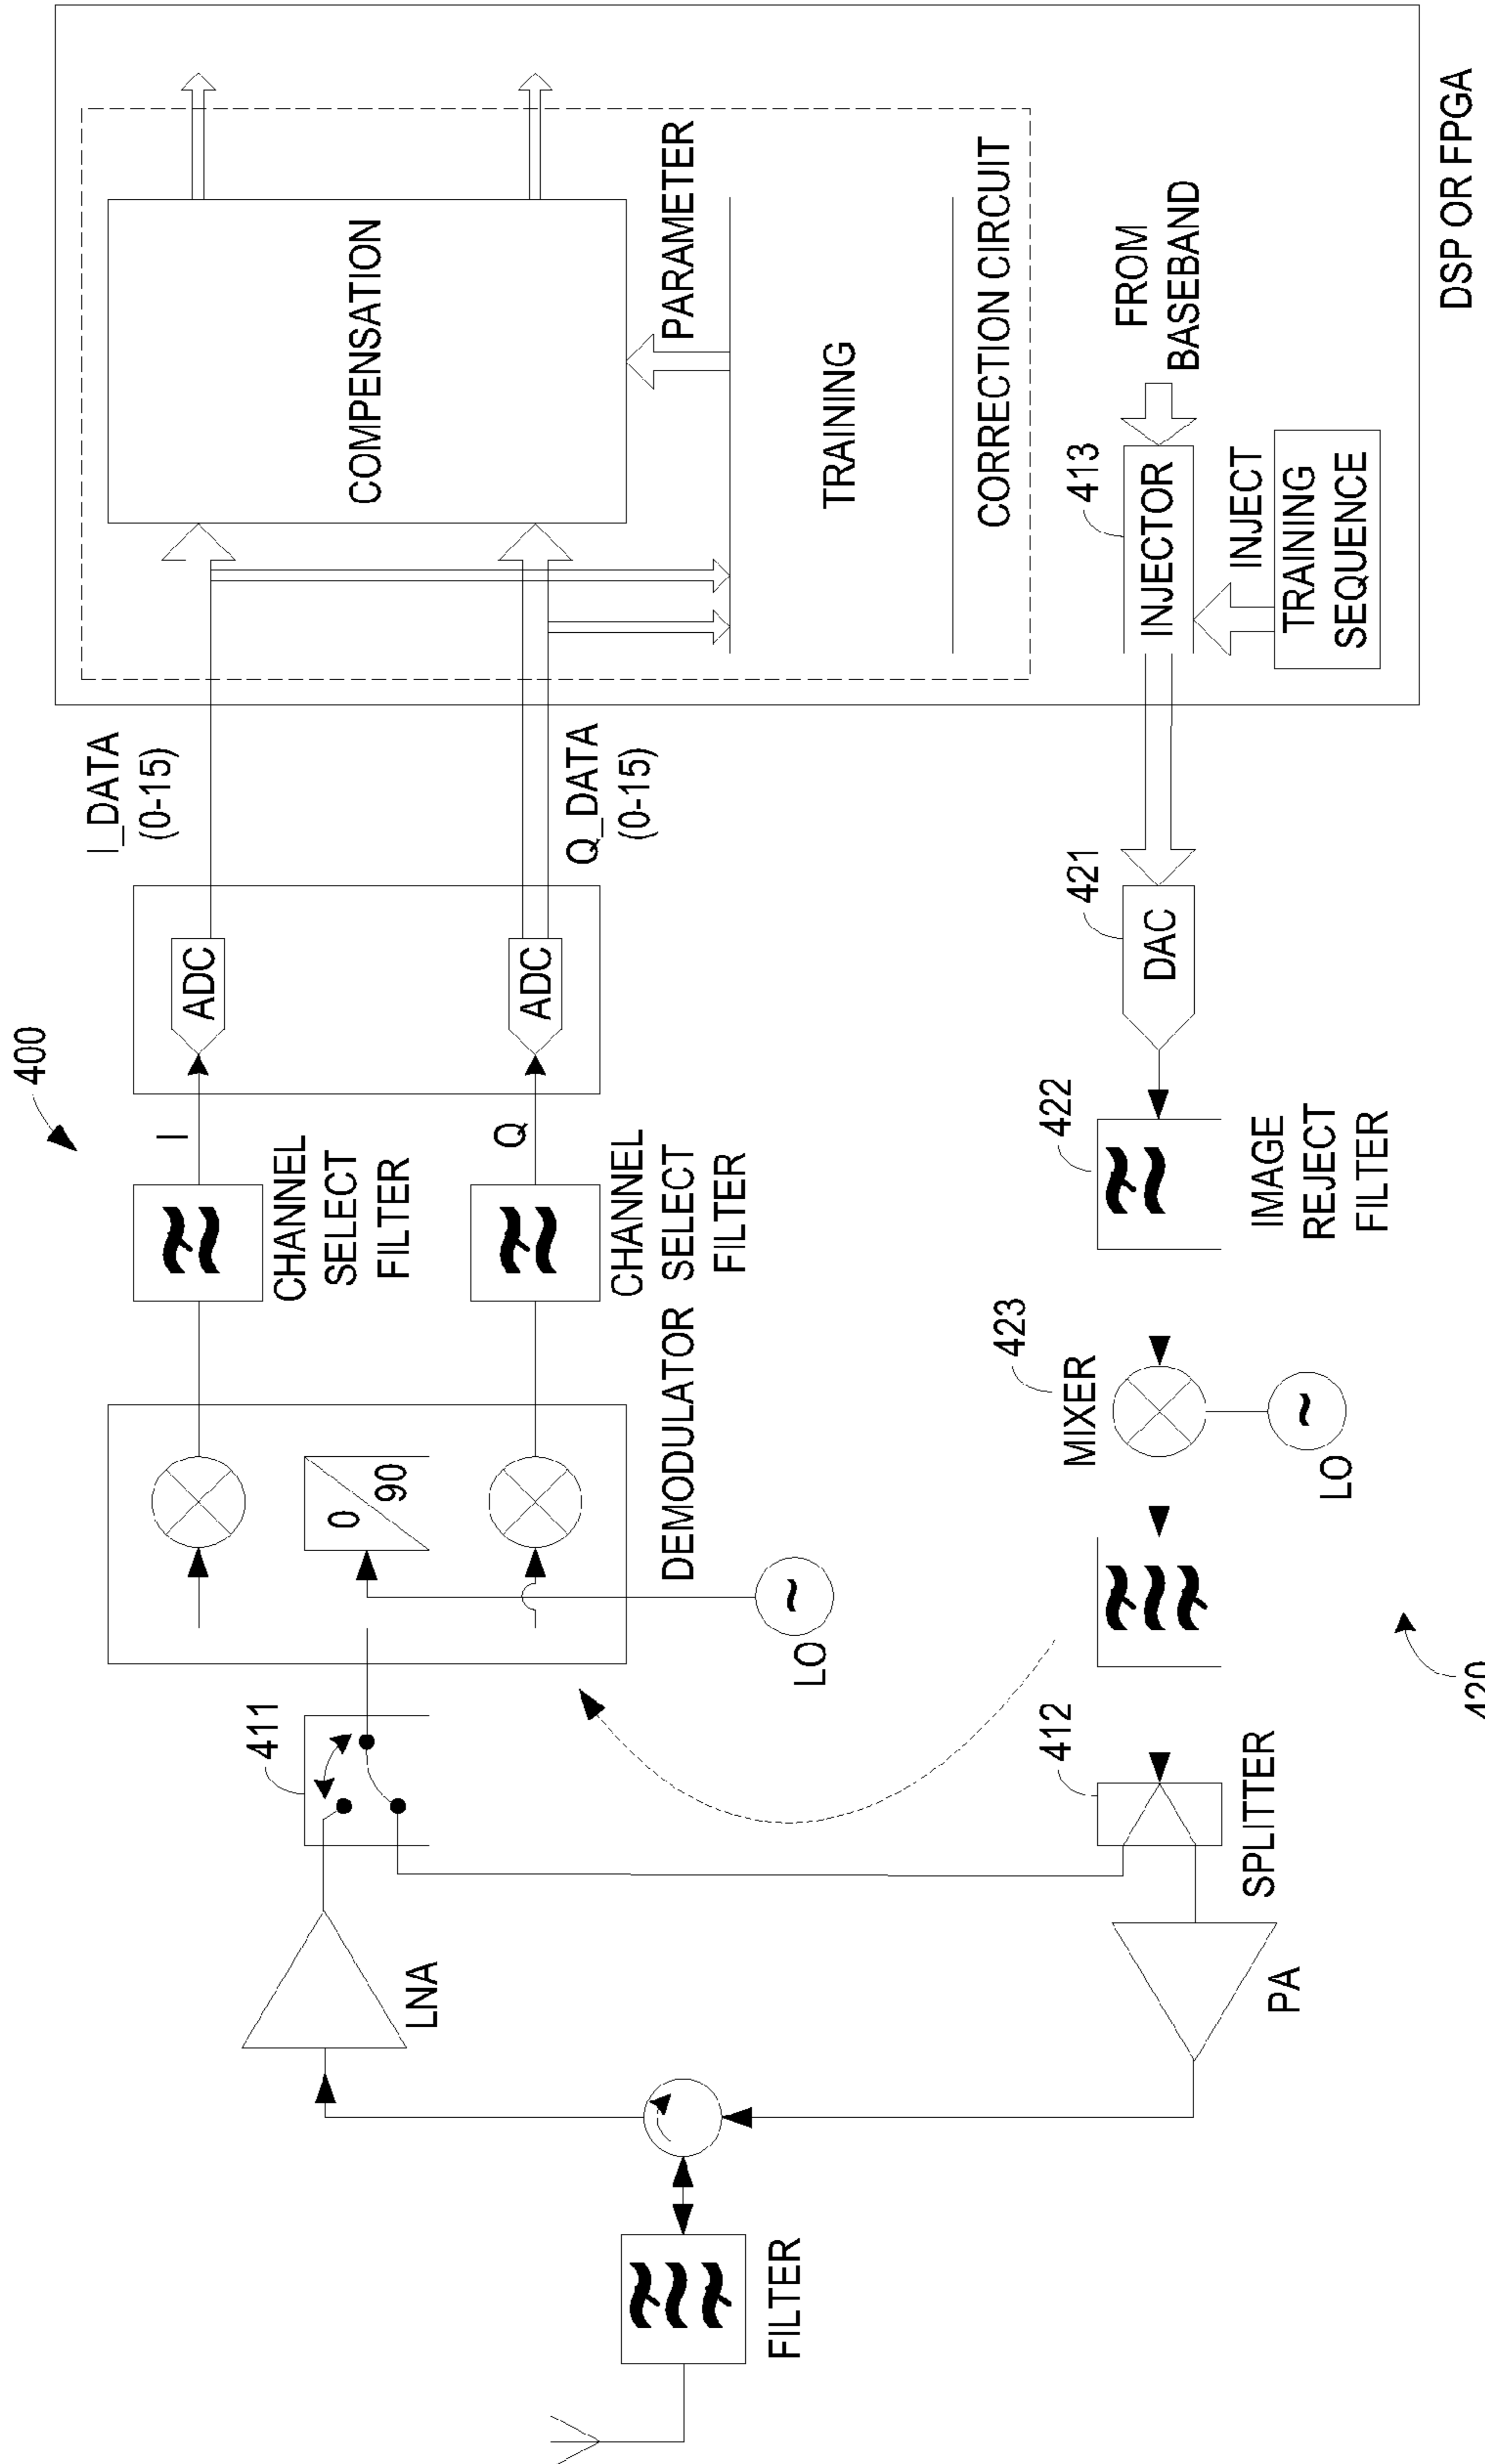 400
I_DATA
(0-15)
Q_DATA
(0-15)
411
LNA
0
90
LO
DEMODULATOR
CHANNEL
SELECT
FILTER
I
CHANNEL
SELECT
FILTER
Q
ADC
ADC
COMPENSATION
PARAMETER
TRAINING
CORRECTION CIRCUIT
FILTER
PA
412
SPLITTER
423
MIXER
LO
422
IMAGE
REJECT
FILTER
421
DAC
413
INJECTOR
FROM
BASEBAND
INJECT
TRAINING
SEQUENCE
DSP OR FPGA
420